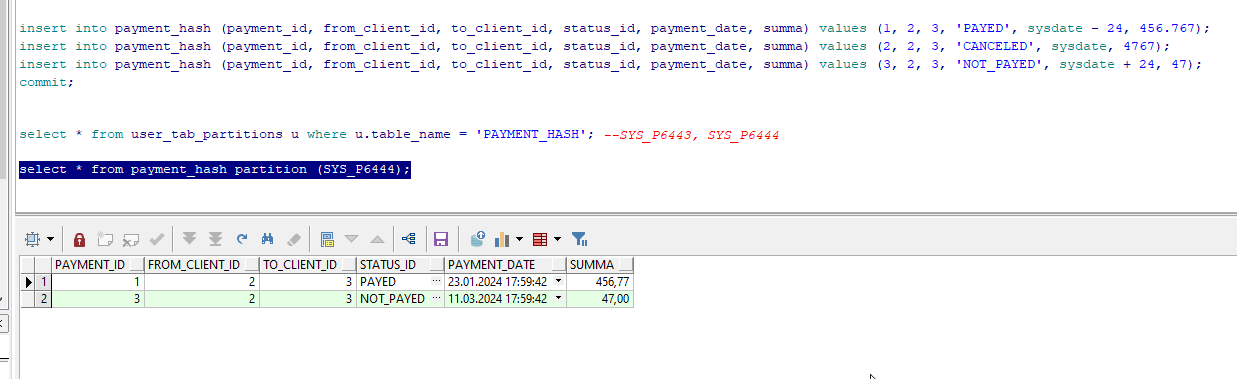 insert into payment_hash (payment_id, from_client_id, to_client_id, status_id, payment_date, summa) values (1, 2, 3, 'PAYED', sysdate - 24, 456.767);
insert into payment_hash (payment_id, from_client_id, to_client_id, status_id, payment_date, summa) values (2, 2, 3, 'CANCELED', sysdate, 4767);
insert into payment_hash (payment_id, from_client_id, to_client_id, status_id, payment_date, summa) values (3, 2, 3, 'NOT_PAYED', sysdate + 24, 47);
commit;
select * from user_tab_partitions u where u.table_name = 'PAYMENT_HASH'; --SYS_P6443, SYS_P6444
select * from payment_hash partition (SYS_P6444);
PAYMENT_ID FROM_CLIENT_ID TO_CLIENT_ID STATUS_ID PAYMENT_DATE SUMMA
1 1 2 3 PAYED ... 23.01.2024 17:59:42 456,77
2 3 2 3 NOT_PAYED ... 11.03.2024 17:59:42 47,00